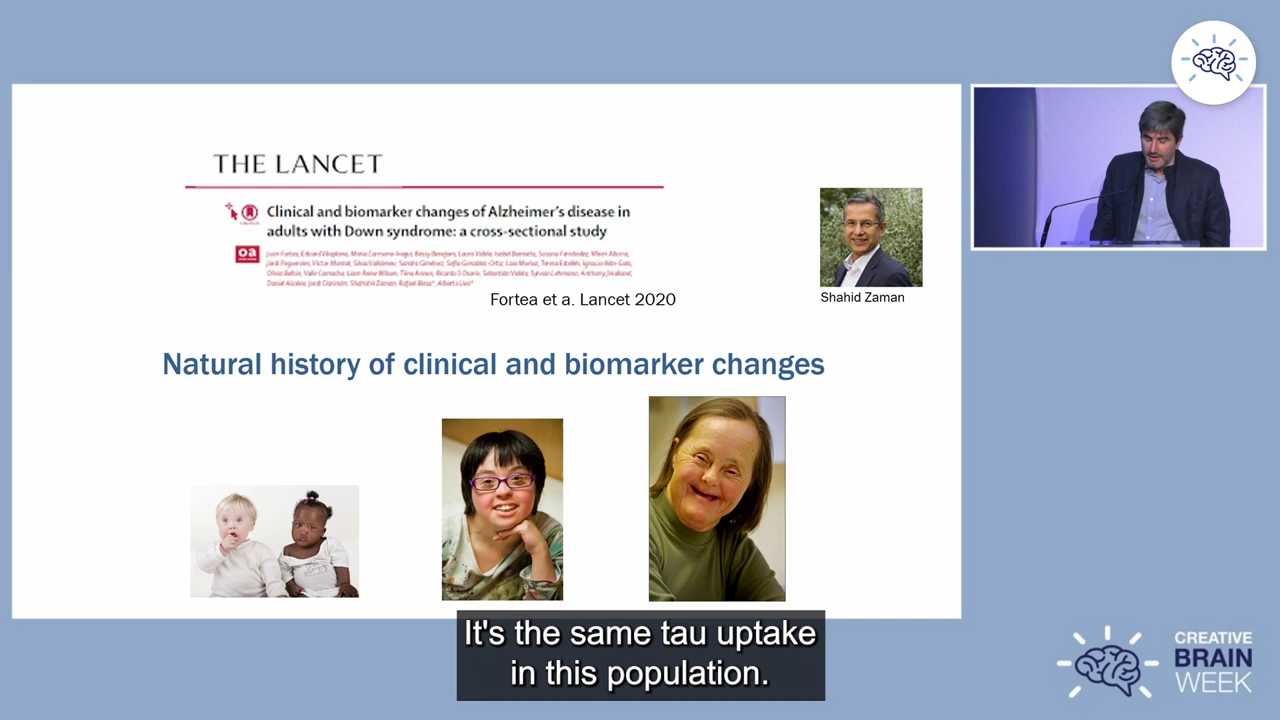 THE LANCET
Clinical and biomarker changes of Alzheimer's disease in
adults with Down syndrome: a cross-sectional study
oa
Fortea et a. Lancet 2020
Shahid Zaman
Natural history of clinical and biomarker changes
It's the same tau uptake
in this population.
CREATIVE
BRAIN
WEEK